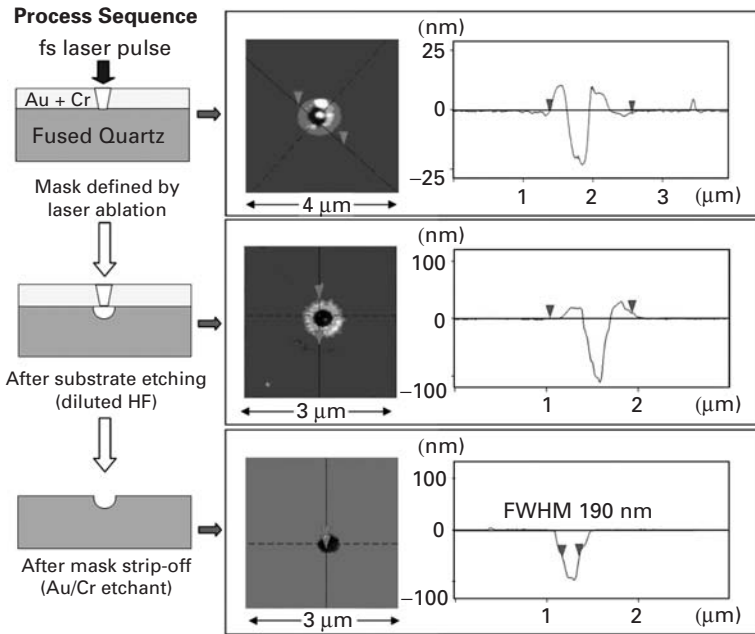 Process Sequence
fs laser pulse
Au + Cr
Fused Quartz
Mask defined by
laser ablation
After substrate etching
(diluted HF)
After mask strip-off
(Au/Cr etchant)
4 μm
(nm)
25
0
−25
1 2 3 (μm)
3 μm
(nm)
100
0
−100
1 2 (μm)
3 μm
(nm)
100
FWHM 190 nm
0
−100
1 2 (μm)